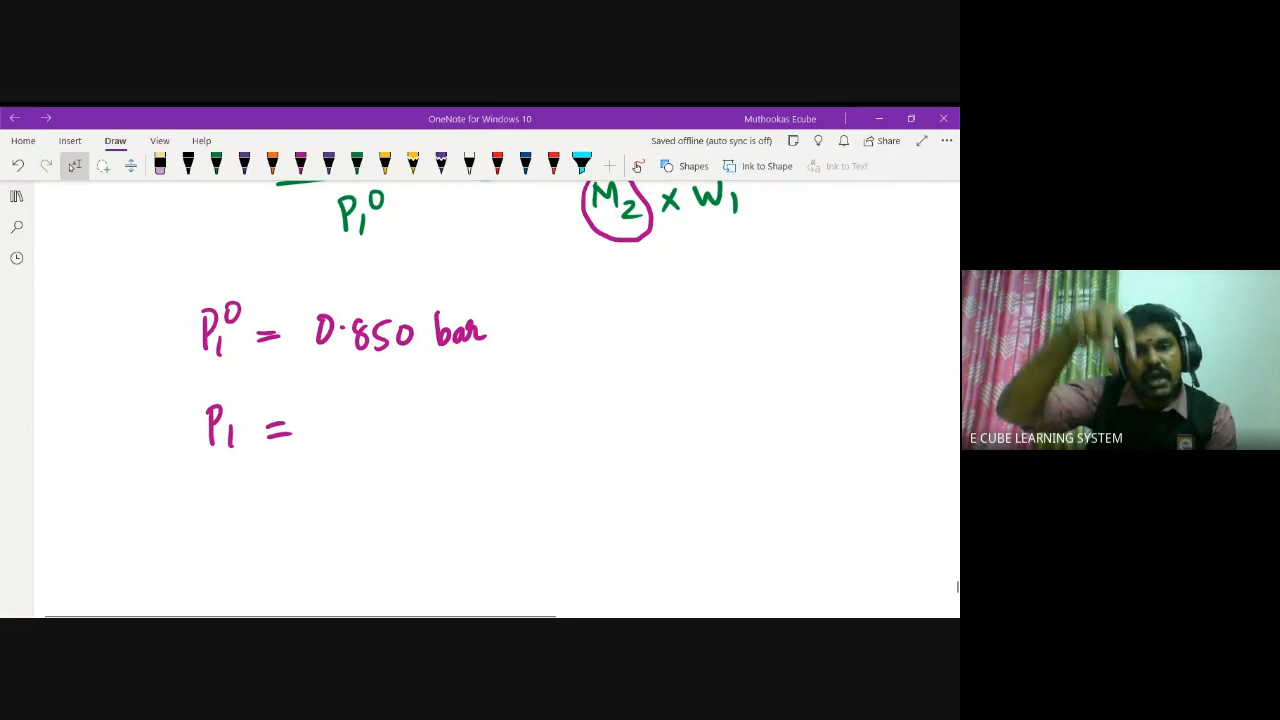 OneNote for Windows 10
Muthookas Ecube
Home Insert Draw View Help
Saved offline (auto sync is off) Share
Shapes Ink to Shape Ink to Text
P₁⁰ M₂ × W₁
P₁⁰ = 0.850 bar
P₁ =
E CUBE LEARNING SYSTEM